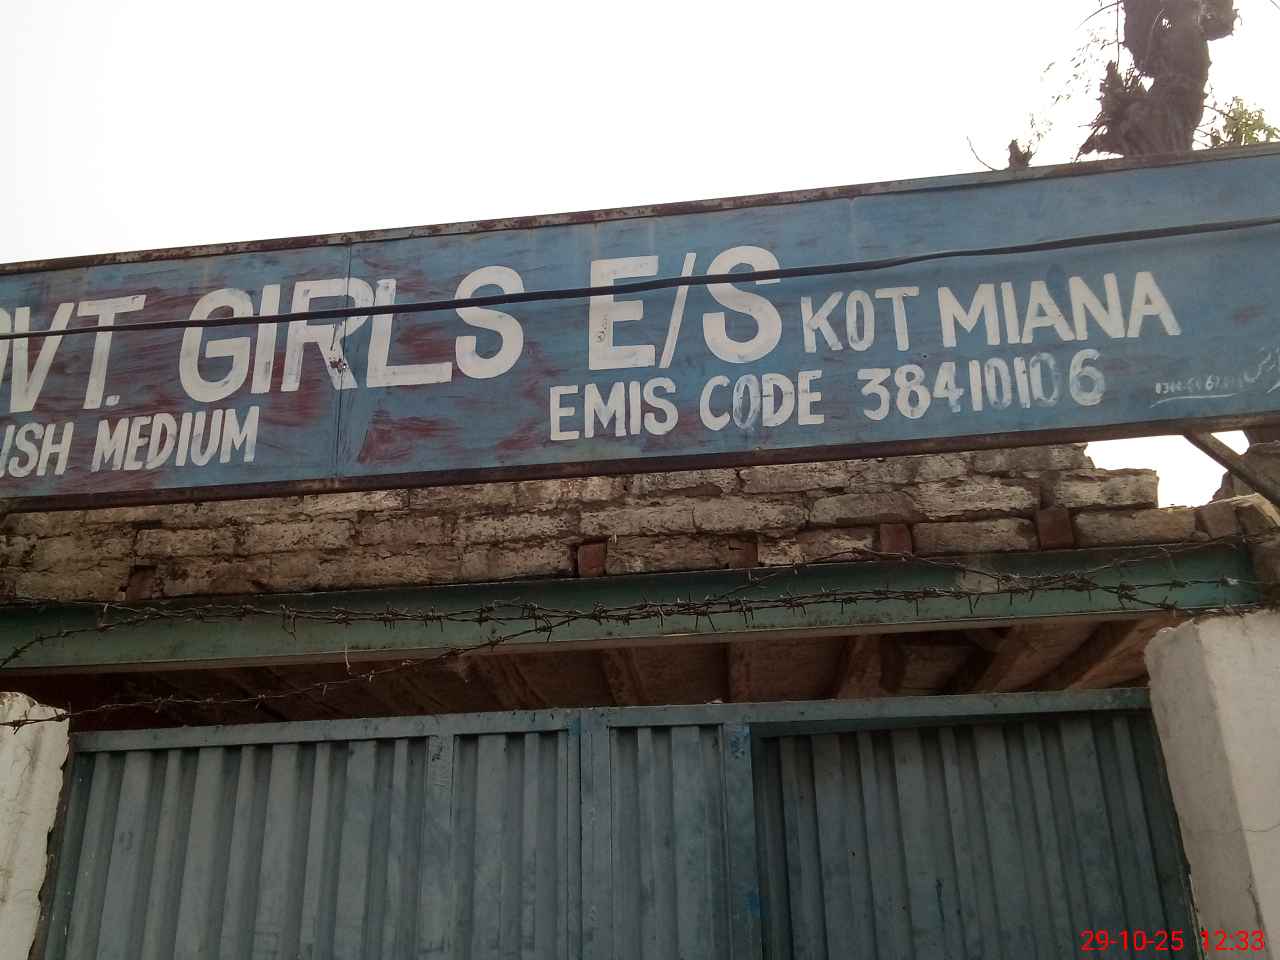 OVT. GIRLS E/S KOT MIANA
ISH MEDIUM EMIS CODE 38410106
29-10-25 12:33